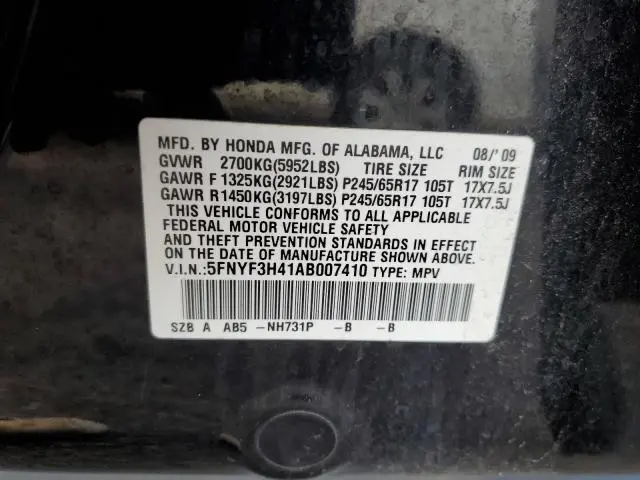 MFD. BY HONDA MFG. OF ALABAMA, LLC 08/'09
GVWR 2700KG(5952LBS) TIRE SIZE RIM SIZE
GAWR F 1325KG(2921LBS) P245/65R17 105T 17X7.5J
GAWR R 1450KG(3197LBS) P245/65R17 105T 17X7.5J
THIS VEHICLE CONFORMS TO ALL APPLICABLE
FEDERAL MOTOR VEHICLE SAFETY
AND THEFT PREVENTION STANDARDS IN EFFECT
ON THE DATE OF MANUFACTURE SHOWN ABOVE.
V.I.N.:5FNYF3H41AB007410 TYPE: MPV
SZB A AB5 -NH731P -B -B